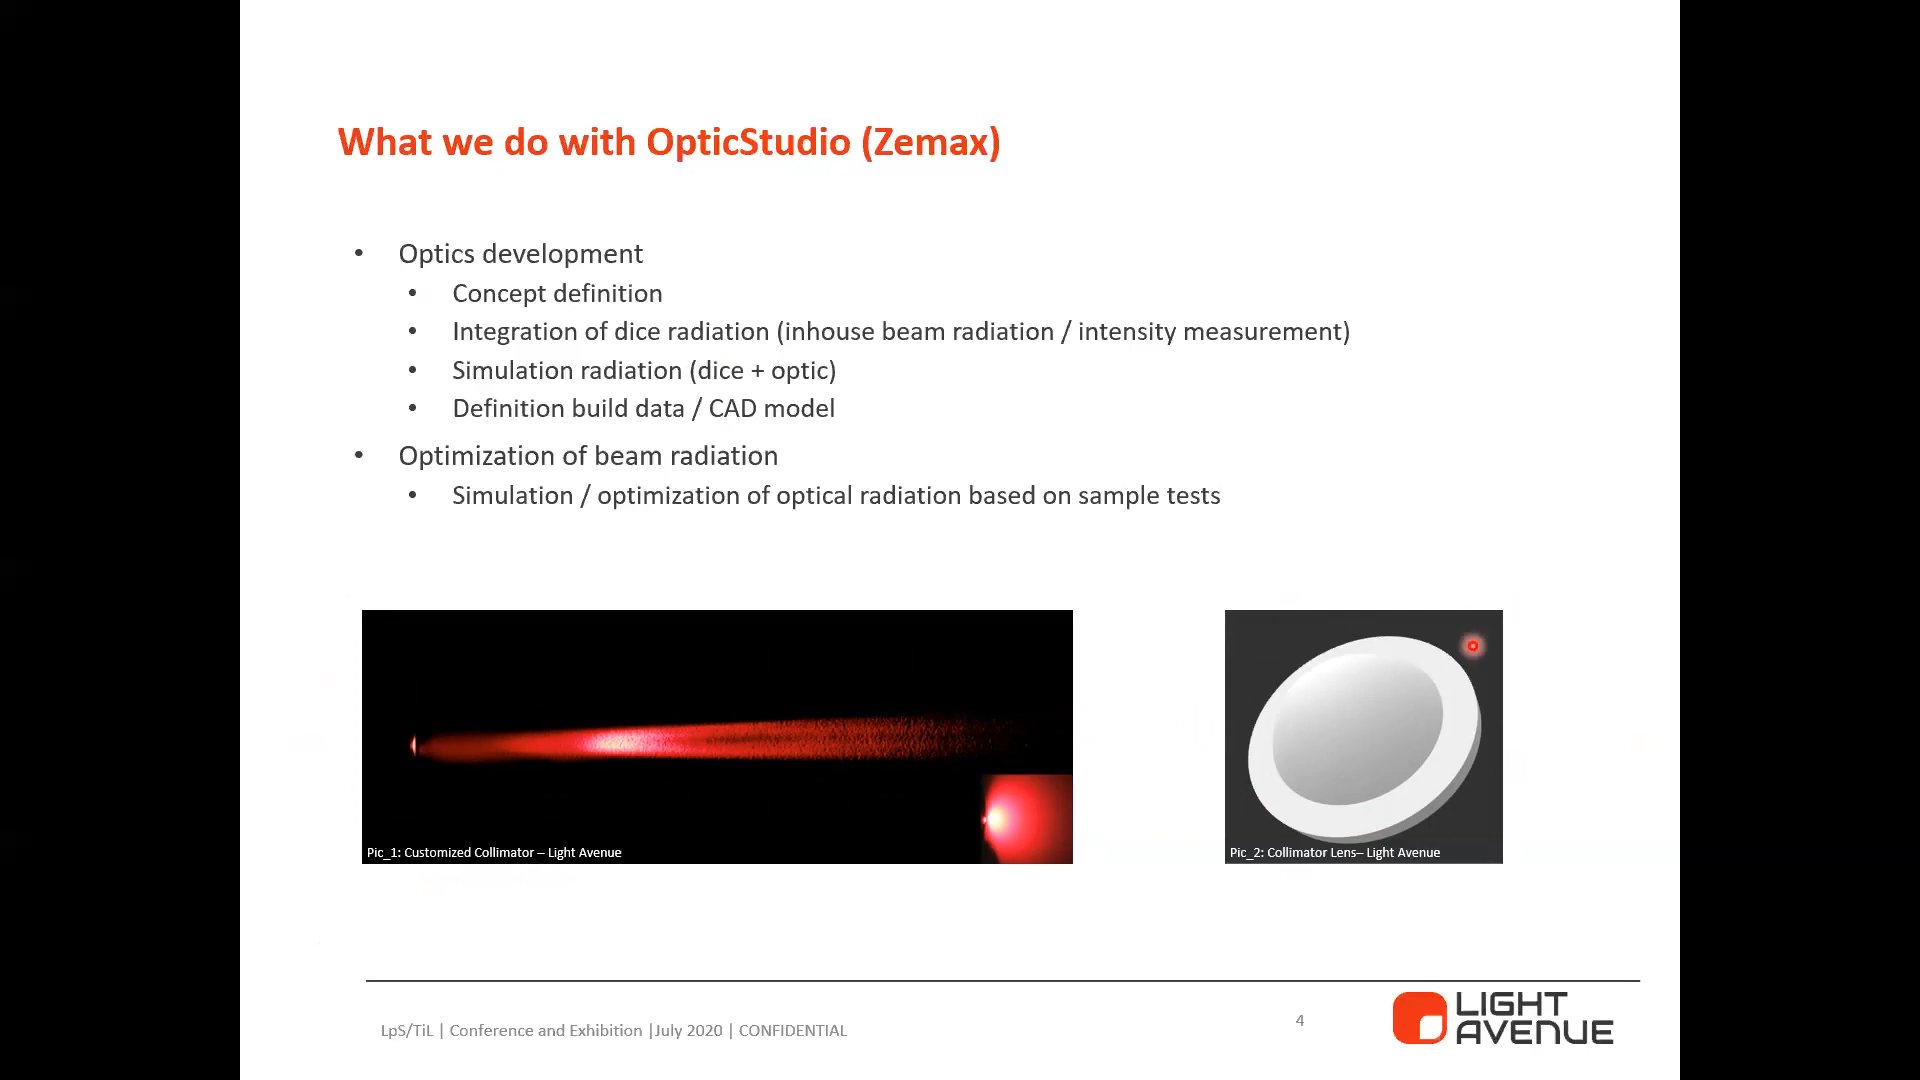 What we do with OpticStudio (Zemax)
• Optics development
• Concept definition
• Integration of dice radiation (inhouse beam radiation / intensity measurement)
• Simulation radiation (dice + optic)
• Definition build data / CAD model
• Optimization of beam radiation
• Simulation / optimization of optical radiation based on sample tests
Pic_1: Customized Collimator – Light Avenue
Pic_2: Collimator Lens– Light Avenue
LpS/TiL | Conference and Exhibition |July 2020 | CONFIDENTIAL
4
LIGHT
AVENUE